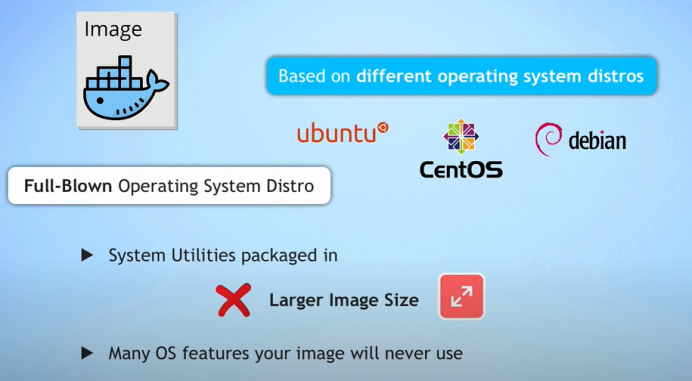 Image
Based on different operating system distros
ubuntu
CentOS
debian
Full-Blown Operating System Distro
System Utilities packaged in
Larger Image Size
Many OS features your image will never use